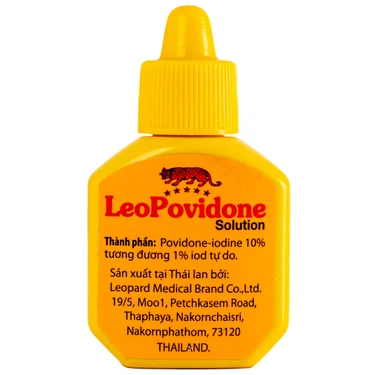 LeoPovidone
Solution
Thành phần: Povidone-iodine 10%
tương đương 1% iod tự do.
Sản xuất tại Thái lan bởi:
Leopard Medical Brand Co.,Ltd.
19/5, Moo1, Petchkasem Road,
Thaphaya, Nakornchaisri,
Nakornphathom, 73120
THAILAND.